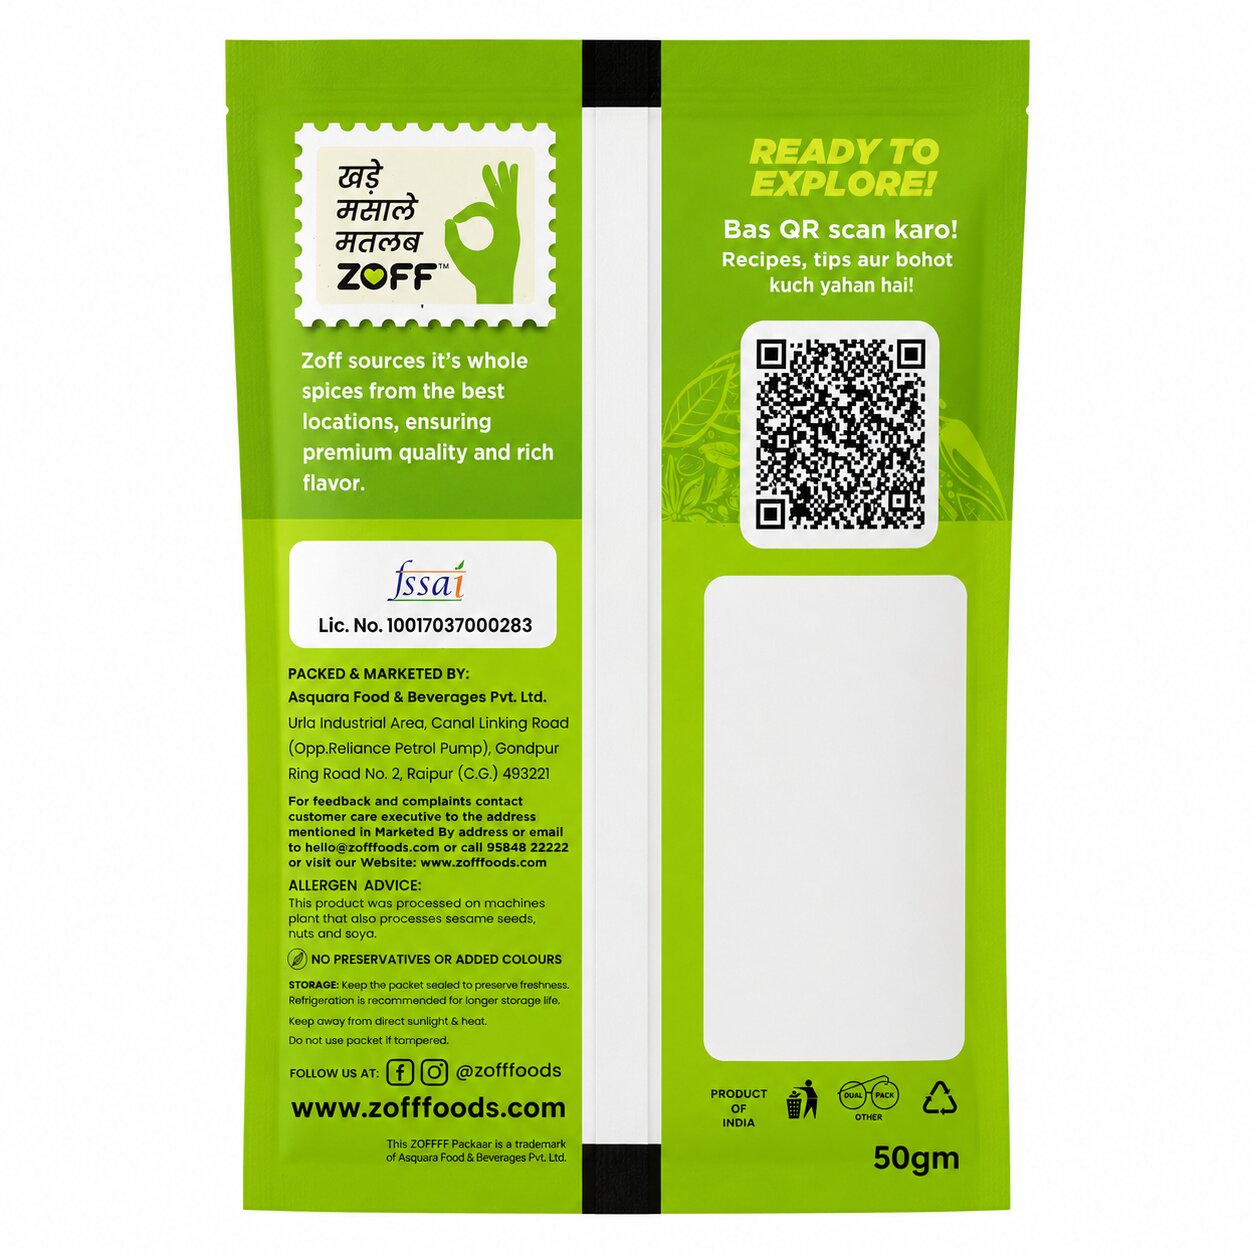 खड़े
मसाले
मतलब
ZOFF™
Zoff sources it's whole
spices from the best
locations, ensuring
premium quality and rich
flavor.
fssai
Lic. No. 10017037000283
PACKED & MARKETED BY:
Asquara Food & Beverages Pvt. Ltd.
Urla Industrial Area, Canal Linking Road
(Opp.Reliance Petrol Pump), Gondpur
Ring Road No. 2, Raipur (C.G.) 493221
For feedback and complaints contact
customer care executive to the address
mentioned in Marketed By address or email
to hello@zofffoods.com or call 95848 22222
or visit our Website: www.zofffoods.com
ALLERGEN ADVICE:
This product was processed on machines
plant that also processes sesame seeds,
nuts and soya.
NO PRESERVATIVES OR ADDED COLOURS
STORAGE: Keep the packet sealed to preserve freshness.
Refrigeration is recommended for longer storage life.
Keep away from direct sunlight & heat.
Do not use packet if tampered.
FOLLOW US AT: @zofffoods
www.zofffoods.com
This ZOFFFF Packaar is a trademark
of Asquara Food & Beverages Pvt. Ltd.
READY TO
EXPLORE!
Bas QR scan karo!
Recipes, tips aur bohot
kuch yahan hai!
PRODUCT
OF
INDIA
DUAL PACK
OTHER
50gm